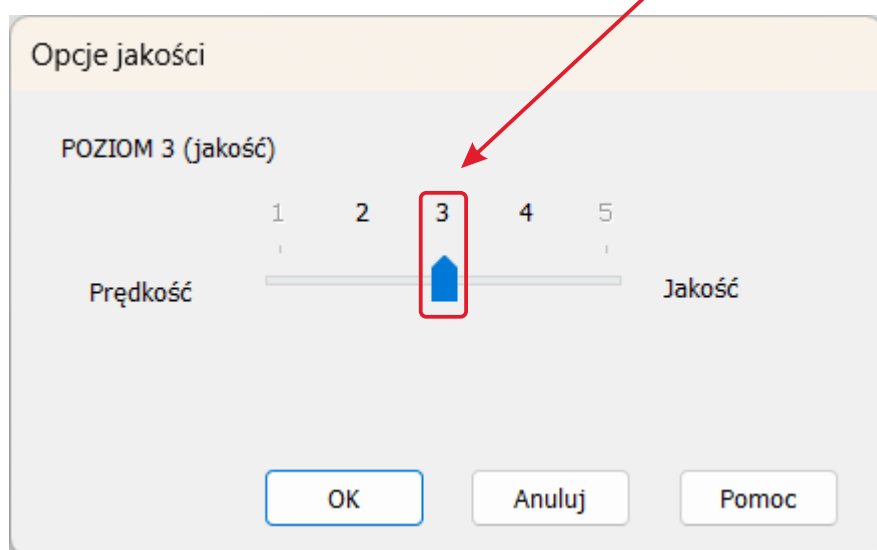 Opcje jakości
POZIOM 3 (jakość)
1 2 3 4 5
Prędkość Jakość
OK Anuluj Pomoc